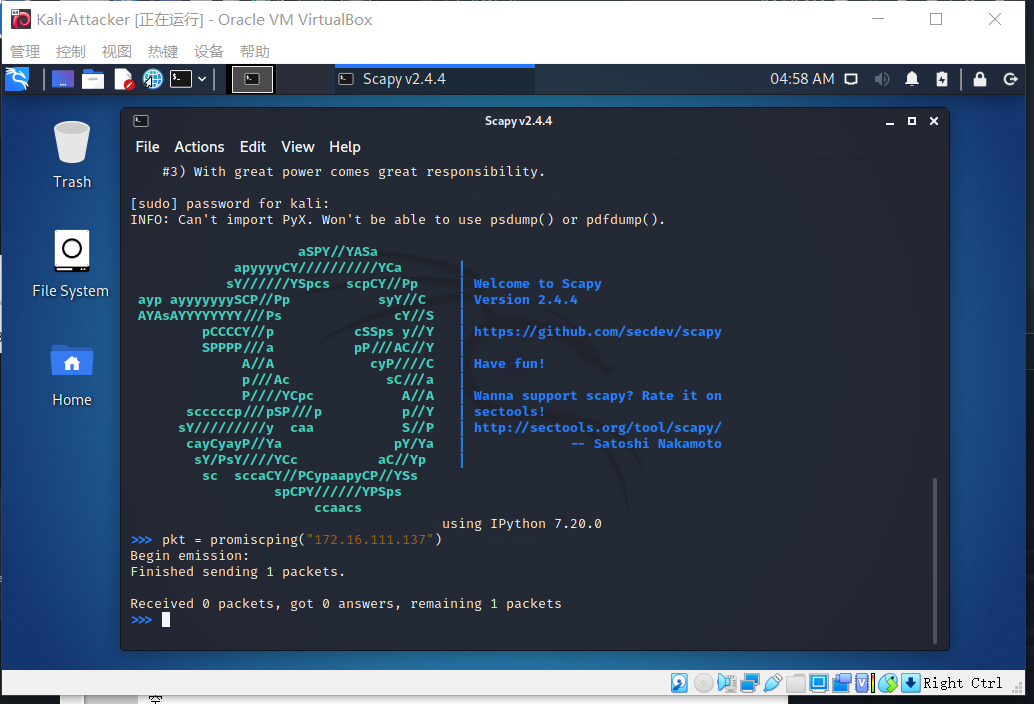 Kali-Attacker [正在运行] - Oracle VM VirtualBox
管理 控制 视图 热键 设备 帮助
Scapy v2.4.4 04:58 AM
Trash
File System
Home
Scapy v2.4.4
File Actions Edit View Help
#3) With great power comes great responsibility.
[sudo] password for kali:
INFO: Can't import PyX. Won't be able to use psdump() or pdfdump().
aSPY//YASa
apyyyyCY//////////YCa |
sY//////YSpcs scpCY//Pp | Welcome to Scapy
ayp ayyyyyyySCP//Pp syY//C | Version 2.4.4
AYAsAYYYYYYYY///Ps cY//S |
pCCCCY//p cSSps y//Y | https://github.com/secdev/scapy
SPPPP///a pP///AC//Y |
A//A cyP////C | Have fun!
p///Ac sC///a |
P////YCpc A//A | Wanna support scapy? Rate it on
scccccp///pSP///p p//Y | sectools!
sY/////////y caa S//P | http://sectools.org/tool/scapy/
cayCyayP//Ya pY/Ya | -- Satoshi Nakamoto
sY/PsY////YCc aC//Yp |
sc sccaCY//PCypaapyCP//YSs
spCPY//////YPSps
ccaacs
using IPython 7.20.0
>>> pkt = promiscping("172.16.111.137")
Begin emission:
Finished sending 1 packets.
Received 0 packets, got 0 answers, remaining 1 packets
>>>
Right Ctrl